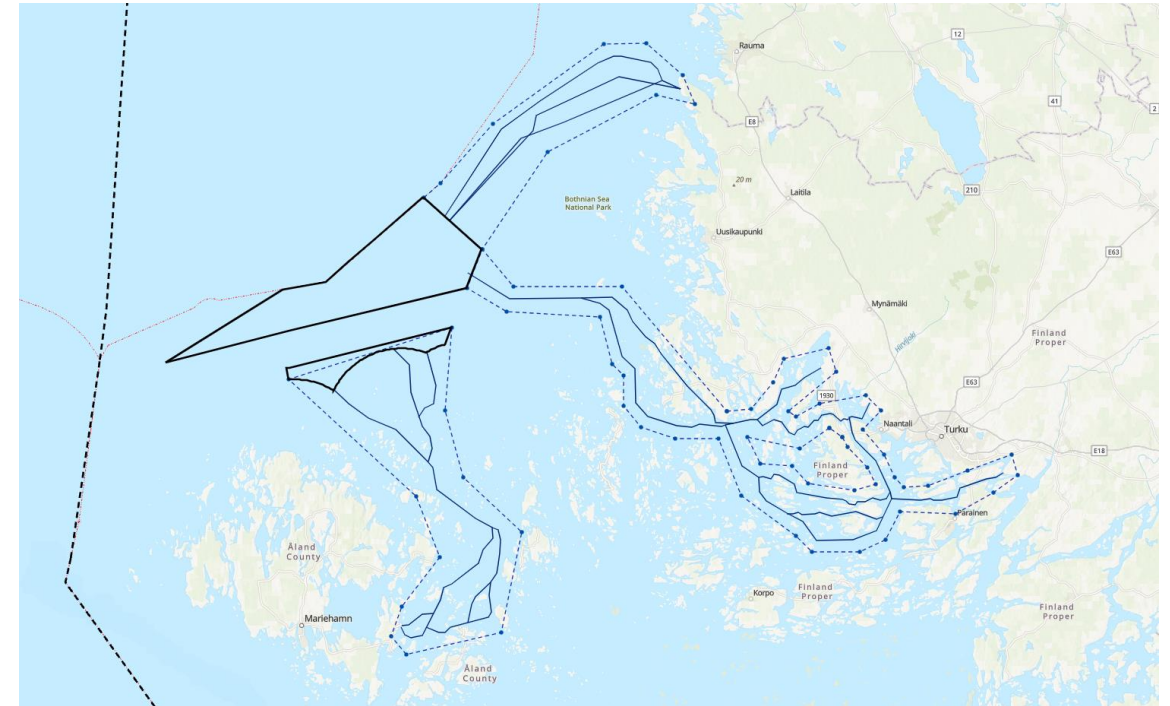 12
Rauma
41
2
E8
20 m
Laitila
210
Bothnian Sea
National Park
Uusikaupunki
E63
Mynämäki
Hirvijoki
Finland
Proper
E63
1930
Naantali
Turku
E18
Finland
Proper
Parainen
Åland
County
Korpo
Finland
Proper
Finland
Proper
Mariehamn
Åland
County